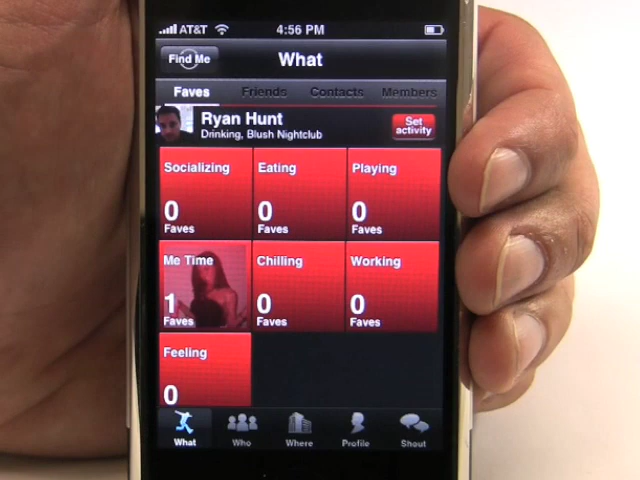 AT&T 4:56 PM
Find Me What
Faves Friends Contacts Members
Ryan Hunt
Drinking, Blush Nightclub
Set
activity
Socializing Eating Playing
0 0 0
Faves Faves Faves
Me Time Chilling Working
1 0 0
Faves Faves Faves
Feeling
0
What Who Where Profile Shout